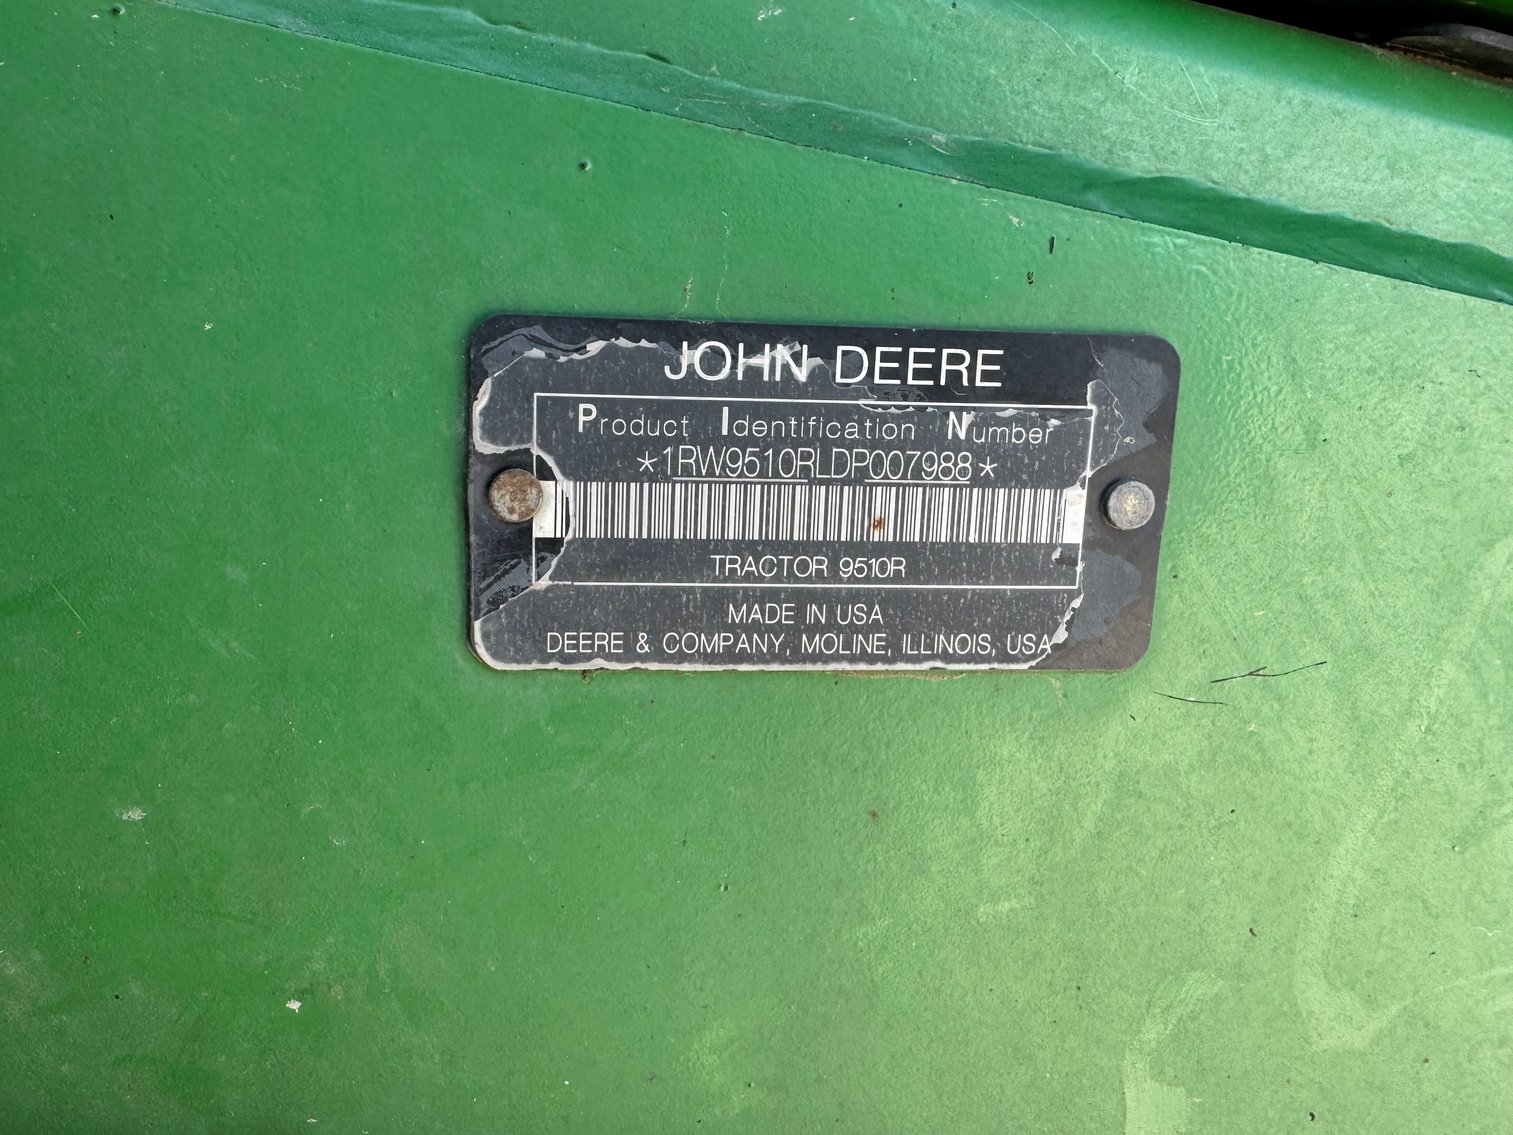 JOHN DEERE
Product Identification Number
*1RW9510RLDP007988*
TRACTOR 9510R
MADE IN USA
DEERE & COMPANY, MOLINE, ILLINOIS, USA